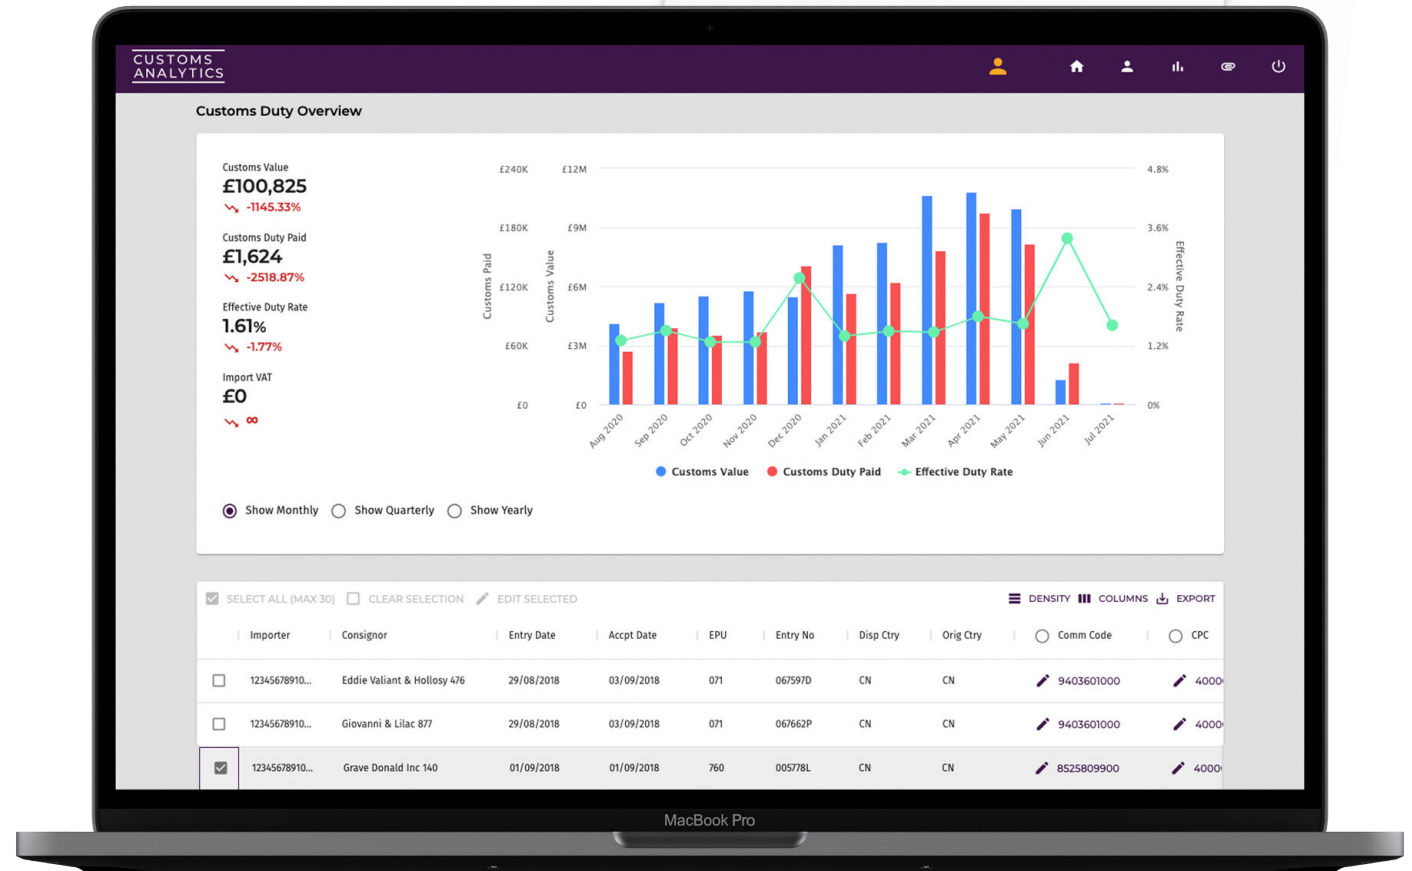 CUSTOMS
ANALYTICS
Customs Duty Overview
Customs Value
£100,825
-1145.33%
Customs Duty Paid
£1,624
-2518.87%
Effective Duty Rate
1.61%
-1.77%
Import VAT
£0
∞
Customs Paid
£240K
£180K
£120K
£60K
£0
Customs Value
£12M
£9M
£6M
£3M
£0
4.8%
3.6%
2.4%
1.2%
0%
Effective Duty Rate
Aug 2020 Sep 2020 Oct 2020 Nov 2020 Dec 2020 Jan 2021 Feb 2021 Mar 2021 Apr 2021 May 2021 Jun 2021 Jul 2021
Customs Value Customs Duty Paid Effective Duty Rate
Show Monthly Show Quarterly Show Yearly
SELECT ALL (MAX 30) CLEAR SELECTION EDIT SELECTED DENSITY COLUMNS EXPORT
Importer Consignor Entry Date Accpt Date EPU Entry No Disp Ctry Orig Ctry Comm Code CPC
12345678910... Eddie Valiant & Hollosy 476 29/08/2018 03/09/2018 071 067597D CN CN 9403601000 4000
12345678910... Giovanni & Lilac 877 29/08/2018 03/09/2018 071 067662P CN CN 9403601000 4000
12345678910... Grave Donald Inc 140 01/09/2018 01/09/2018 760 005778L CN CN 8525809900 4000
MacBook Pro